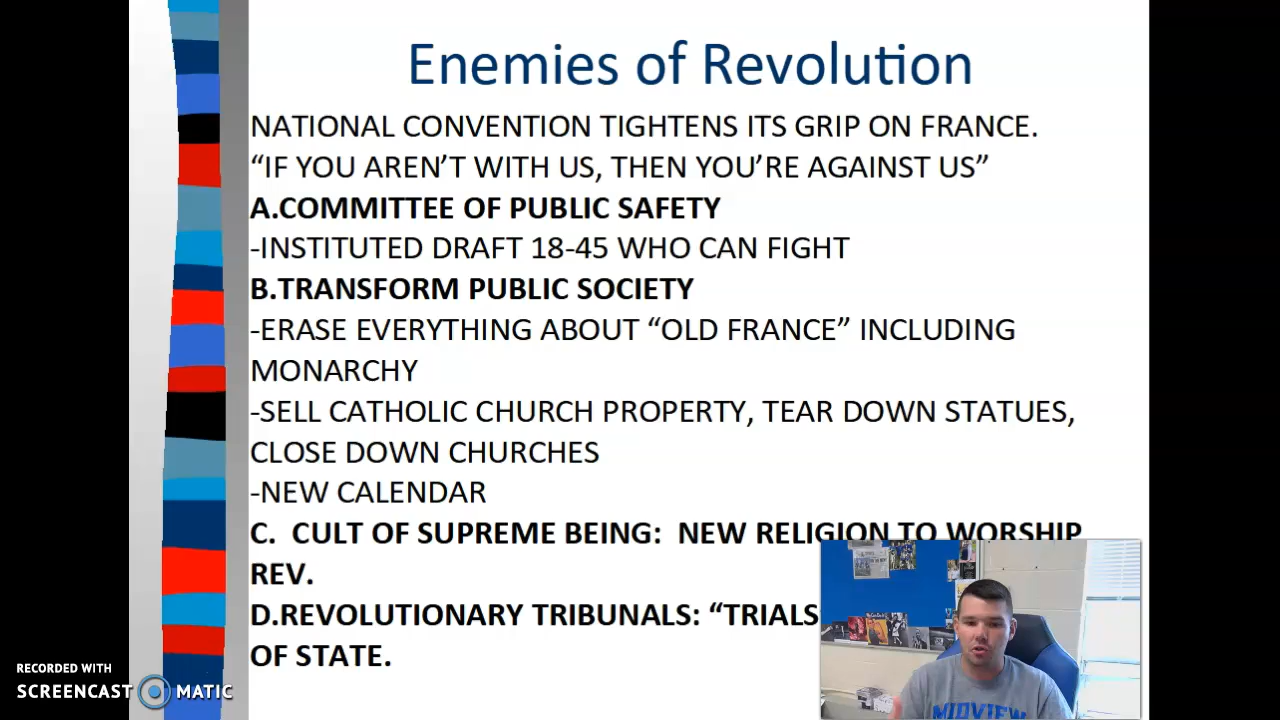 Enemies of Revolution
NATIONAL CONVENTION TIGHTENS ITS GRIP ON FRANCE.
“IF YOU AREN’T WITH US, THEN YOU’RE AGAINST US”
A.COMMITTEE OF PUBLIC SAFETY
-INSTITUTED DRAFT 18-45 WHO CAN FIGHT
B.TRANSFORM PUBLIC SOCIETY
-ERASE EVERYTHING ABOUT “OLD FRANCE” INCLUDING
MONARCHY
-SELL CATHOLIC CHURCH PROPERTY, TEAR DOWN STATUES,
CLOSE DOWN CHURCHES
-NEW CALENDAR
C. CULT OF SUPREME BEING: NEW RELIGION TO WORSHIP
REV.
D.REVOLUTIONARY TRIBUNALS: “TRIALS
OF STATE.
RECORDED WITH
SCREENCAST MATIC
MIDVIEW